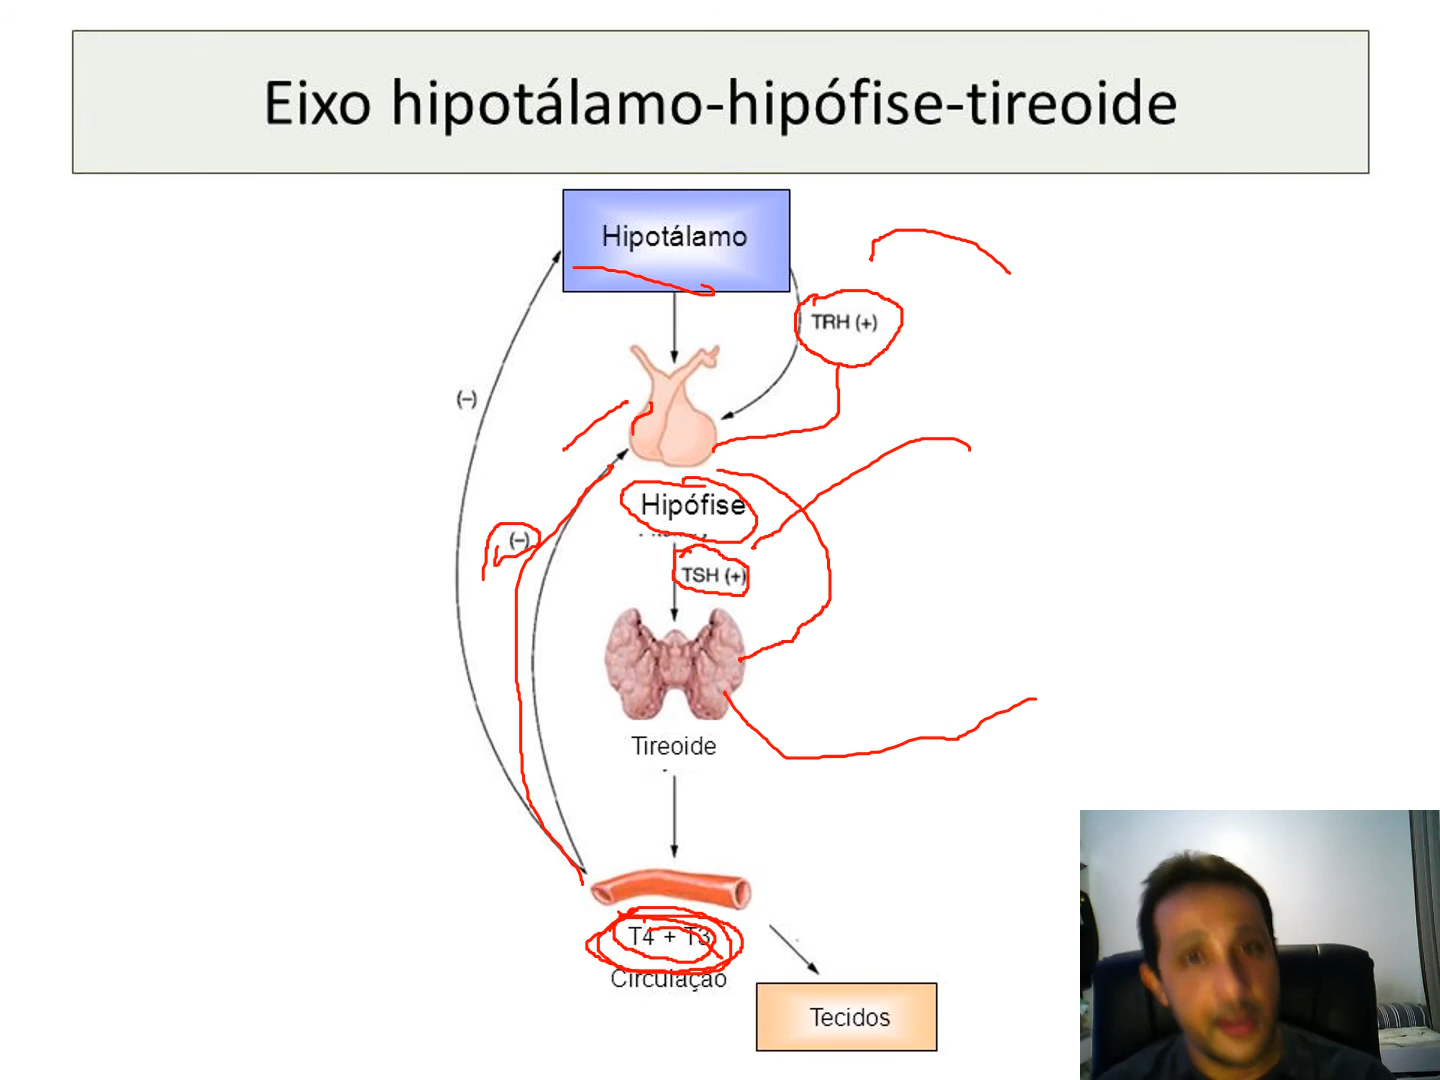 Eixo hipotálamo-hipófise-tireoide
Hipotálamo
TRH (+)
(−)
Hipófise
(−)
TSH (+)
Tireoide
T4 + T3
Circulação
Tecidos